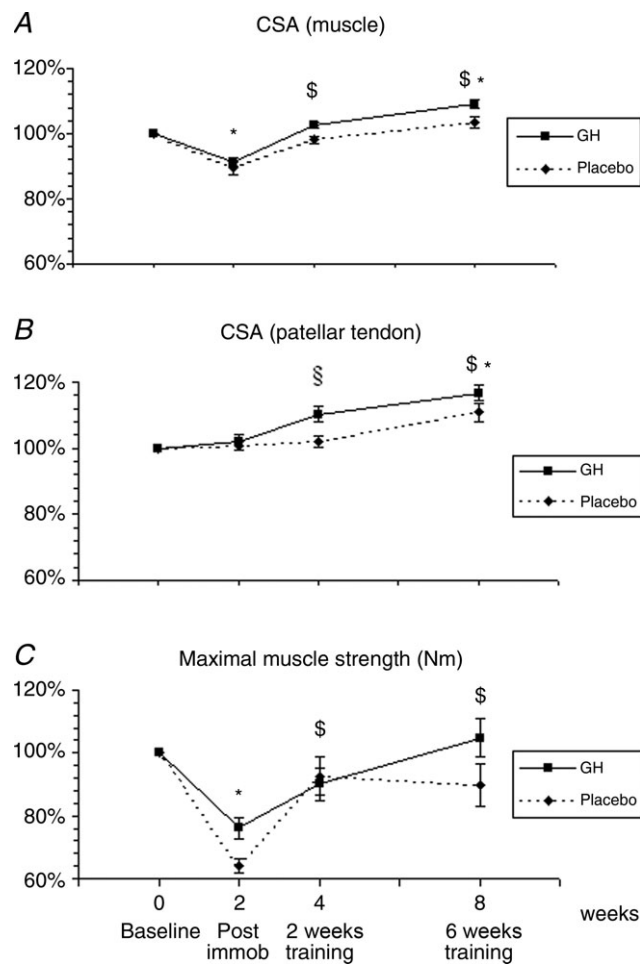 A
CSA (muscle)
120%
100%
80%
60%
*
$
$ *
GH
Placebo
B
CSA (patellar tendon)
120%
100%
80%
60%
§
$ *
GH
Placebo
C
Maximal muscle strength (Nm)
120%
100%
80%
60%
*
$
$
GH
Placebo
0 2 4 8 weeks
Baseline Post 2 weeks 6 weeks
immob training training